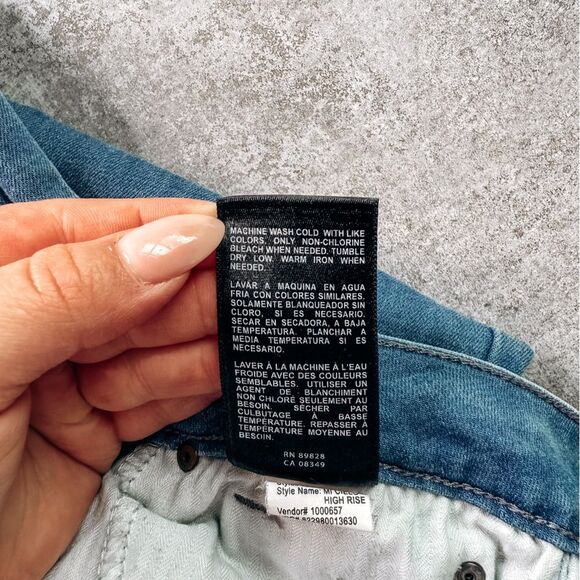 MACHINE WASH COLD WITH LIKE
COLORS. ONLY NON-CHLORINE
BLEACH WHEN NEEDED. TUMBLE
DRY LOW. WARM IRON WHEN
NEEDED.
LAVAR A MAQUINA EN AGUA
FRIA CON COLORES SIMILARES.
SOLAMENTE BLANQUEADOR SIN
CLORO, SI ES NECESARIO.
SECAR EN SECADORA, A BAJA
TEMPERATURA. PLANCHAR A
MEDIA TEMPERATURA SI ES
NECESARIO.
LAVER À LA MACHINE À L'EAU
FROIDE AVEC DES COULEURS
SEMBLABLES. UTILISER UN
AGENT DE BLANCHIMENT
NON CHLORÉ SEULEMENT AU
BESOIN. SÉCHER PAR
CULBUTAGE À BASSE
TEMPÉRATURE. REPASSER À
TEMPÉRATURE MOYENNE AU
BESOIN.
RN 89828
CA 08349
Style Name:
HIGH RISE
Vendor# 1000657
823980013630